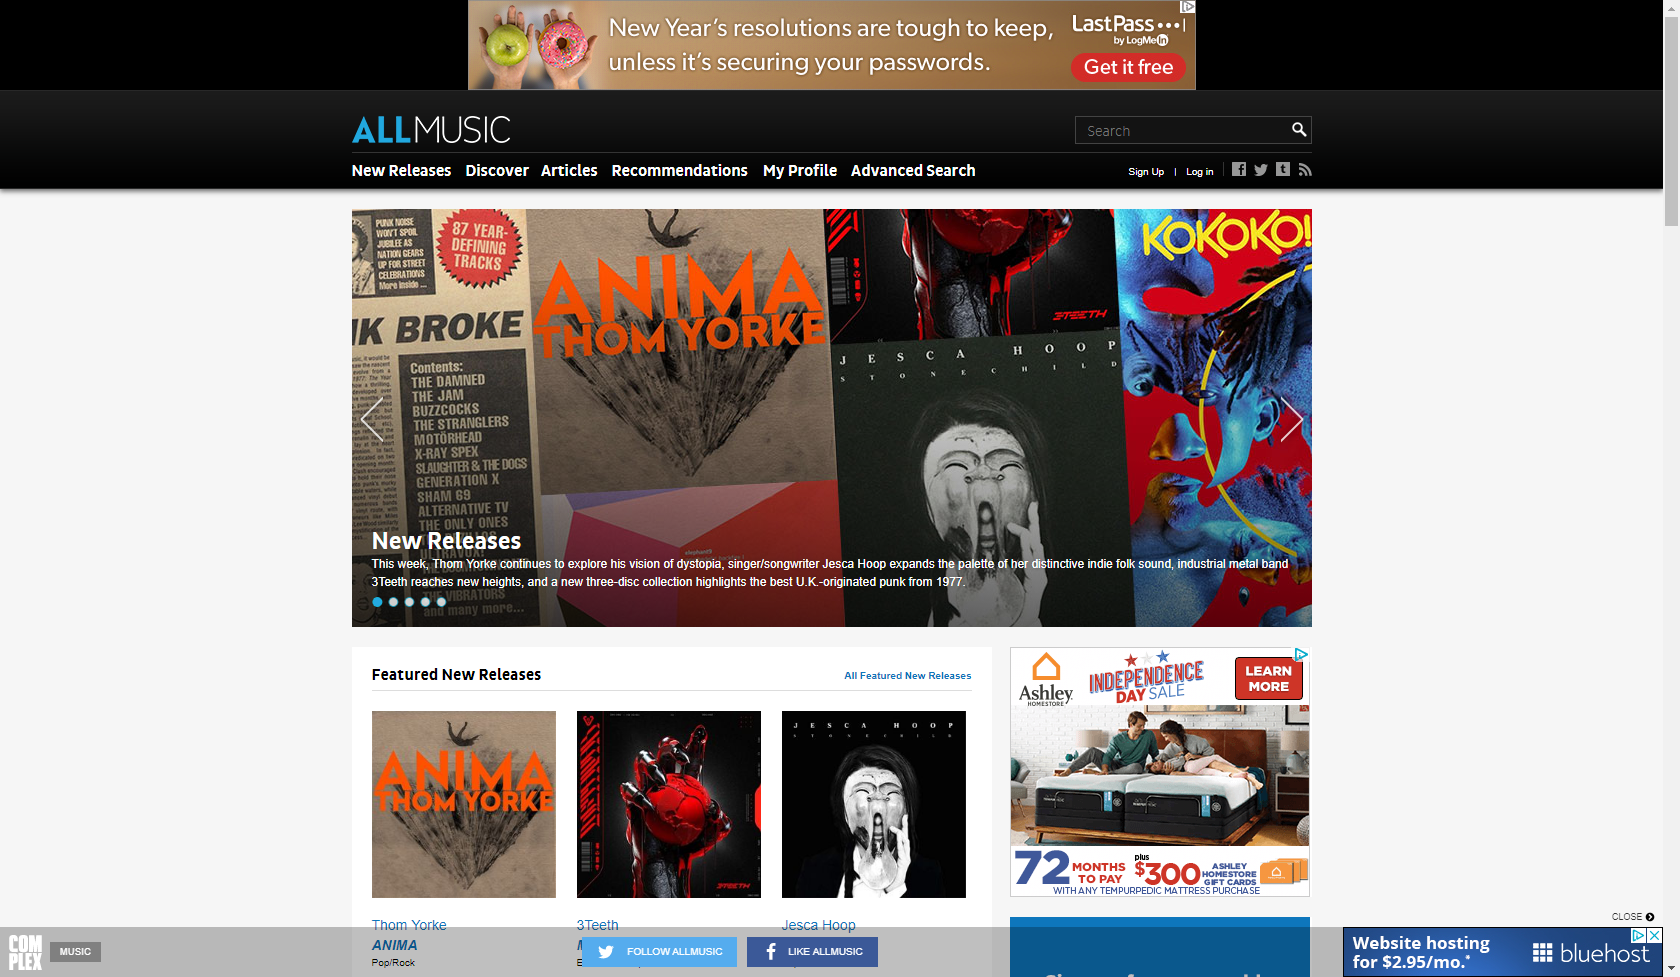 New Year's resolutions are tough to keep,
unless it's securing your passwords.
LastPass
by LogMeIn
Get it free
ALLMUSIC
Search
New Releases Discover Articles Recommendations My Profile Advanced Search
Sign Up | Log in
PUNK NOISE
WON'T SPOIL
JUBILEE AS
NATION GEARS
UP FOR STREET
CELEBRATIONS
More inside ...
87 YEAR-
DEFINING
TRACKS
K BROKE
Contents:
THE DAMNED
THE JAM
BUZZCOCKS
THE STRANGLERS
MOTÖRHEAD
X-RAY SPEX
SLAUGHTER & THE DOGS
GENERATION X
SHAM 69
ALTERNATIVE TV
THE ONLY ONES
ULTRAVOX!
THE VIBRATORS
and many more...
ANIMA
THOM YORKE
3TEETH
JESCA HOOP
STONECHILD
KOKOKO!
New Releases
This week, Thom Yorke continues to explore his vision of dystopia, singer/songwriter Jesca Hoop expands the palette of her distinctive indie folk sound, industrial metal band
3Teeth reaches new heights, and a new three-disc collection highlights the best U.K.-originated punk from 1977.
Featured New Releases
All Featured New Releases
ANIMA
THOM YORKE
3TEETH
JESCA HOOP
STONECHILD
Thom Yorke
ANIMA
Pop/Rock
3Teeth
Jesca Hoop
Ashley
HOMESTORE
INDEPENDENCE
DAY SALE
LEARN
MORE
72 MONTHS
TO PAY
plus
$300
ASHLEY
HOMESTORE
GIFT CARDS
WITH ANY TEMPURPEDIC MATTRESS PURCHASE
CLOSE
COM
PLEX
MUSIC
FOLLOW ALLMUSIC
LIKE ALLMUSIC
Website hosting
for $2.95/mo.*
bluehost